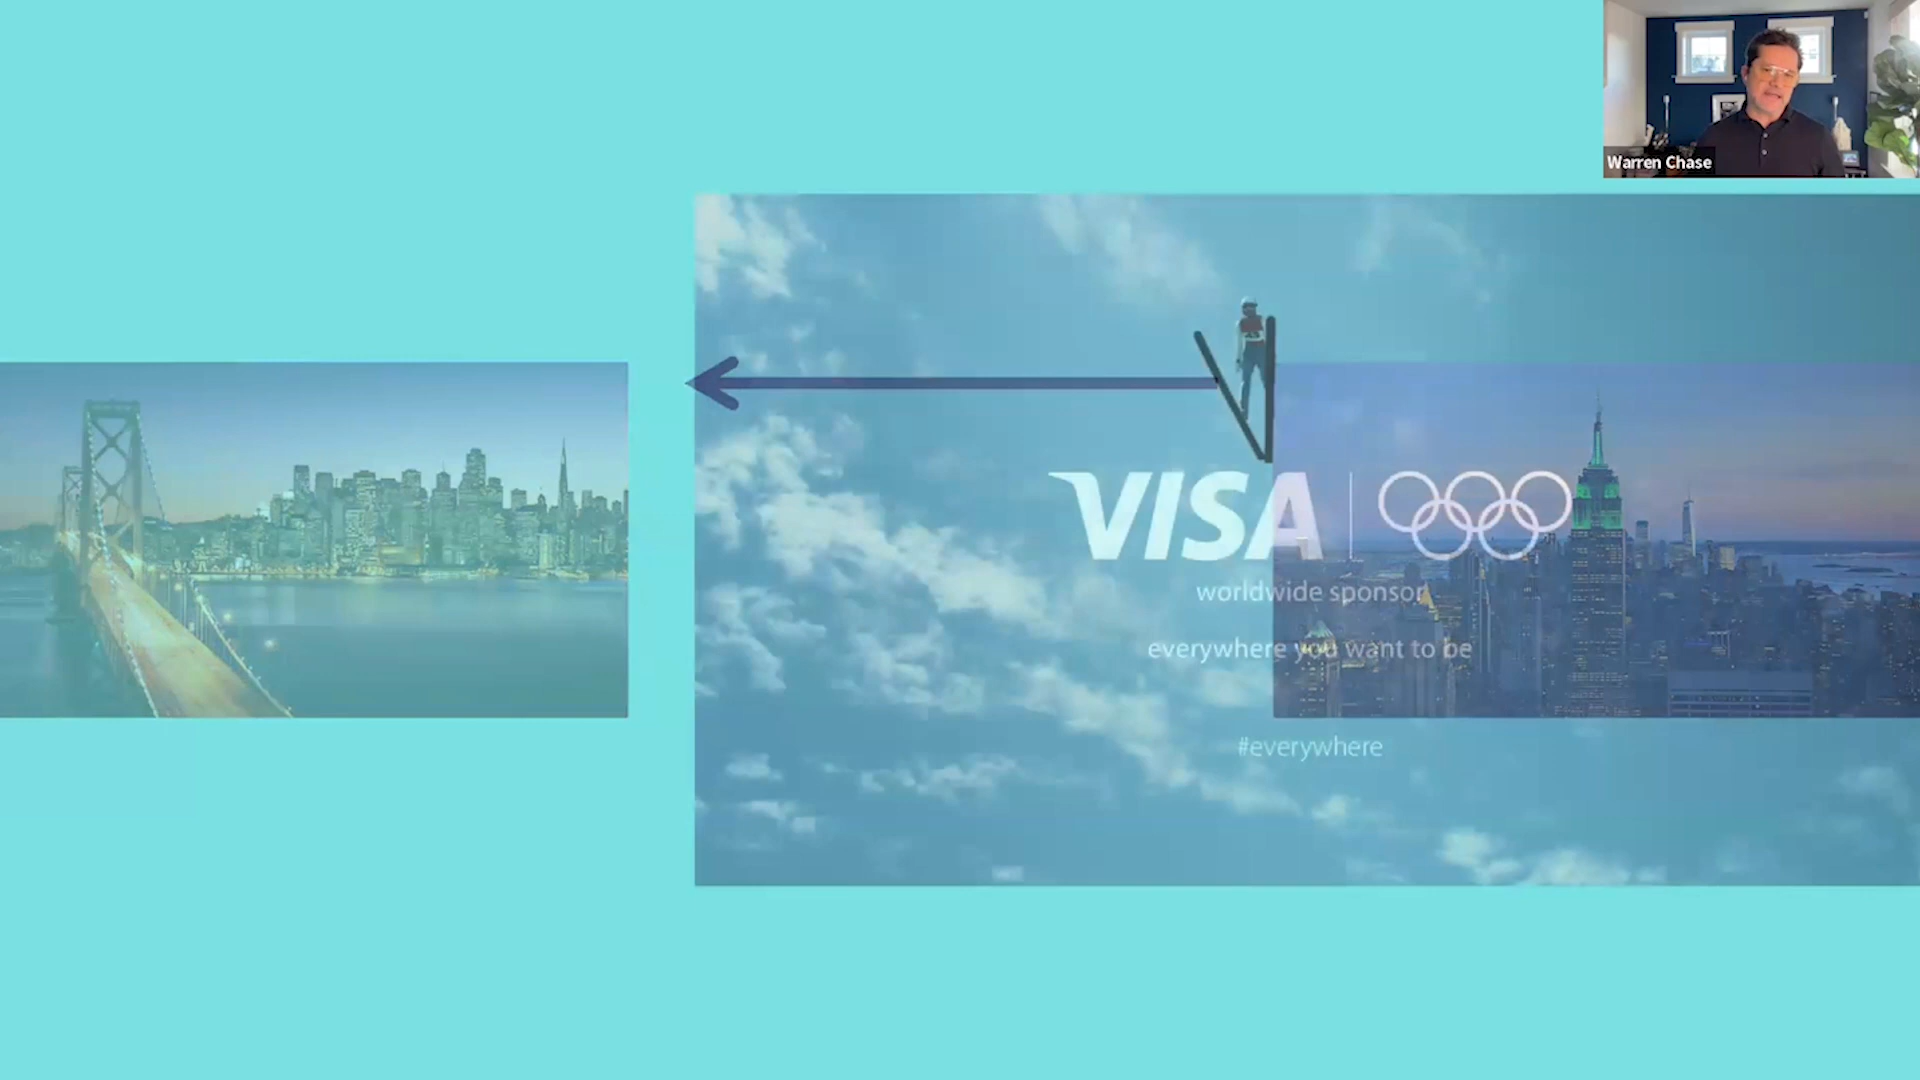 Warren Chase
VISA
worldwide sponsor
everywhere you want to be
#everywhere